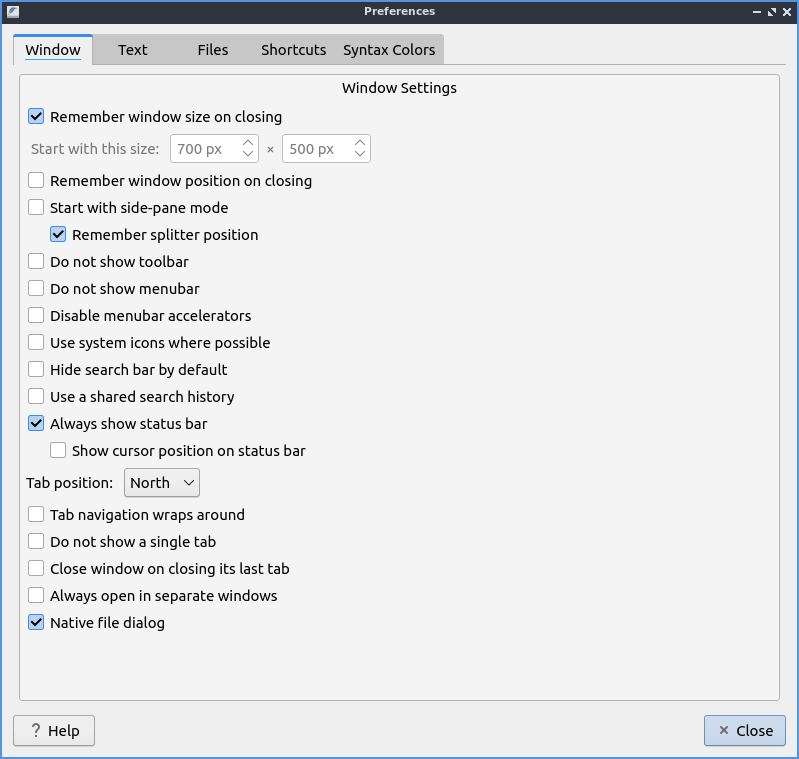 Preferences
Window Text Files Shortcuts Syntax Colors
Window Settings
Remember window size on closing
Start with this size: 700 px × 500 px
Remember window position on closing
Start with side-pane mode
Remember splitter position
Do not show toolbar
Do not show menubar
Disable menubar accelerators
Use system icons where possible
Hide search bar by default
Use a shared search history
Always show status bar
Show cursor position on status bar
Tab position: North
Tab navigation wraps around
Do not show a single tab
Close window on closing its last tab
Always open in separate windows
Native file dialog
? Help Close